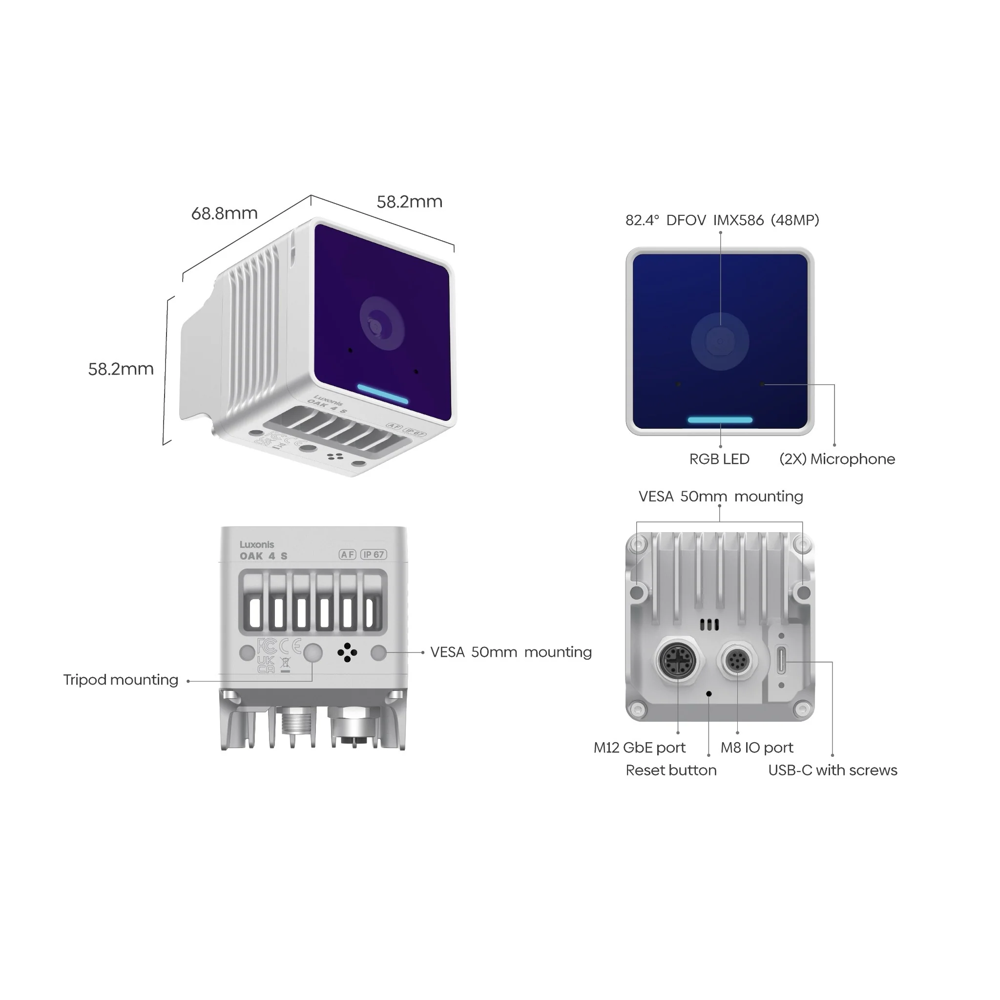 68.8mm
58.2mm
58.2mm
Luxonis
OAK 4 S
AF IP 67
82.4° DFOV IMX586 (48MP)
RGB LED
(2X) Microphone
Luxonis
OAK 4 S
AF IP 67
FC CE
UK
CA
VESA 50mm mounting
Tripod mounting
VESA 50mm mounting
M12 GbE port
M8 IO port
Reset button
USB-C with screws